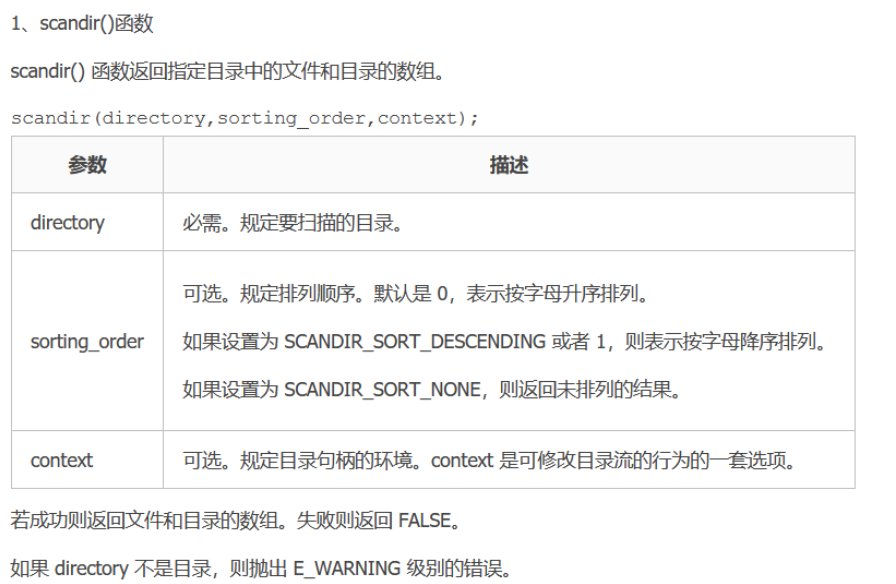 1、scandir()函数
scandir() 函数返回指定目录中的文件和目录的数组。
scandir(directory,sorting_order,context);
参数 描述
directory 必需。规定要扫描的目录。
可选。规定排列顺序。默认是 0，表示按字母升序排列。
sorting_order 如果设置为 SCANDIR_SORT_DESCENDING 或者 1，则表示按字母降序排列。
如果设置为 SCANDIR_SORT_NONE，则返回未排列的结果。
context 可选。规定目录句柄的环境。context 是可修改目录流的行为的一套选项。
若成功则返回文件和目录的数组。失败则返回 FALSE。
如果 directory 不是目录，则抛出 E_WARNING 级别的错误。